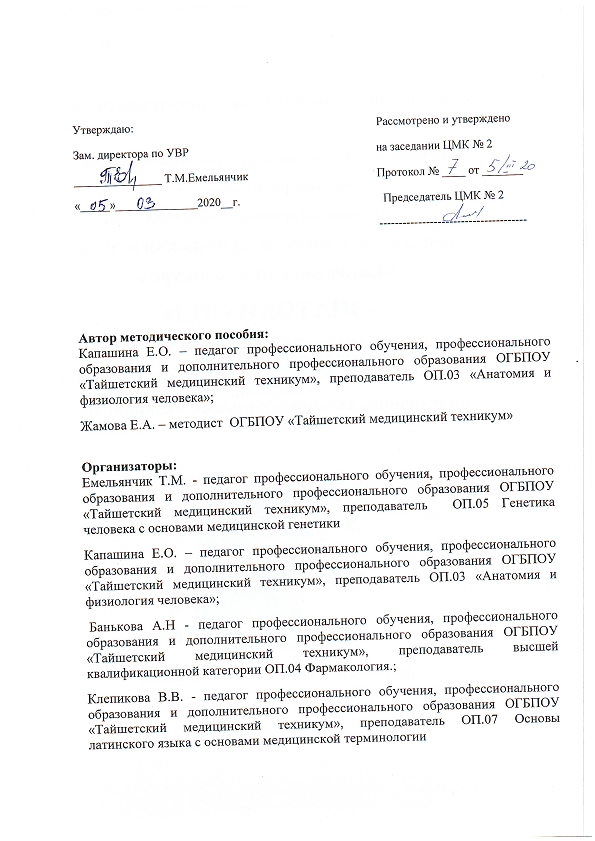 Утверждаю:
Зам. директора по УВР
_______________ Т.М.Емельянчик
«__05__»____03________2020__г.
Рассмотрено и утверждено
на заседании ЦМК № 2
Протокол № 7 от 5/III 20
Председатель ЦМК № 2
Автор методического пособия:
Капашина Е.О. – педагог профессионального обучения, профессионального
образования и дополнительного профессионального образования ОГБПОУ
«Тайшетский медицинский техникум», преподаватель ОП.03 «Анатомия и
физиология человека»;
Жамова Е.А. – методист ОГБПОУ «Тайшетский медицинский техникум»
Организаторы:
Емельянчик Т.М. - педагог профессионального обучения, профессионального
образования и дополнительного профессионального образования ОГБПОУ
«Тайшетский медицинский техникум», преподаватель ОП.05 Генетика
человека с основами медицинской генетики
Капашина Е.О. – педагог профессионального обучения, профессионального
образования и дополнительного профессионального образования ОГБПОУ
«Тайшетский медицинский техникум», преподаватель ОП.03 «Анатомия и
физиология человека»;
Банькова А.Н - педагог профессионального обучения, профессионального
образования и дополнительного профессионального образования ОГБПОУ
«Тайшетский медицинский техникум», преподаватель высшей
квалификационной категории ОП.04 Фармакология.;
Клепикова В.В. - педагог профессионального обучения, профессионального
образования и дополнительного профессионального образования ОГБПОУ
«Тайшетский медицинский техникум», преподаватель ОП.07 Основы
латинского языка с основами медицинской терминологии